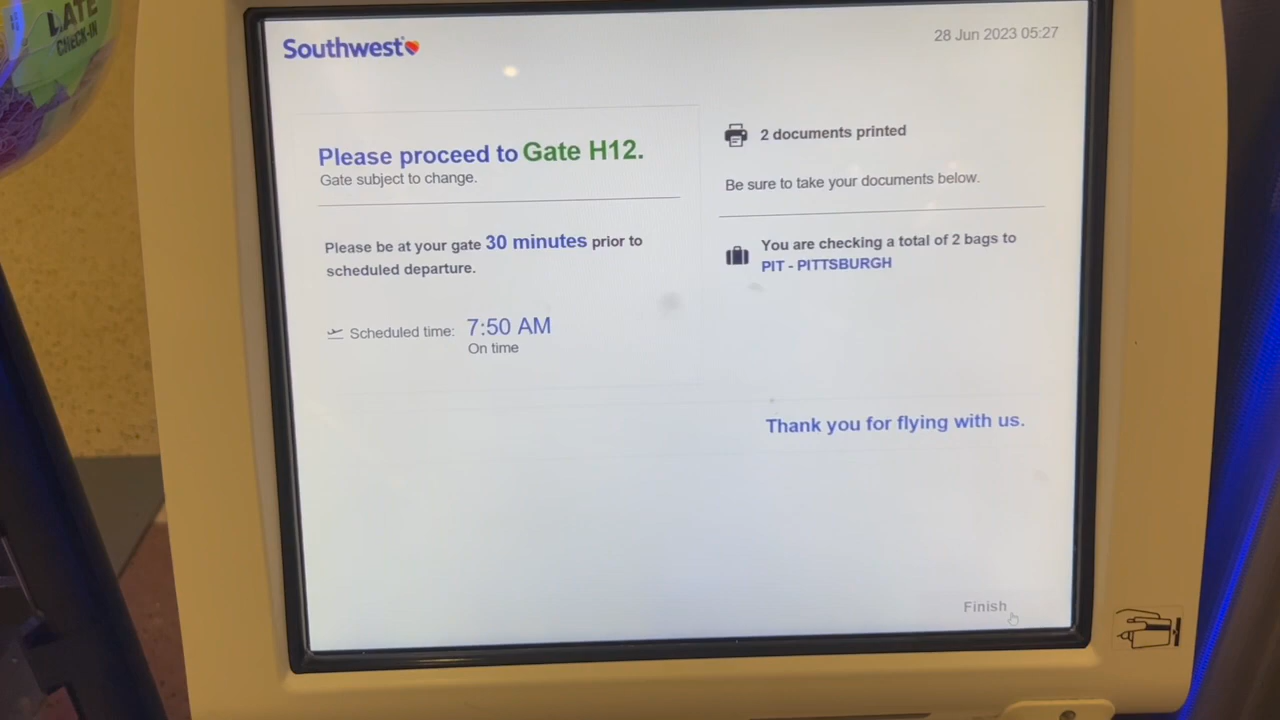 LATE
CHECK-IN
Southwest
28 Jun 2023 05:27
Please proceed to Gate H12.
Gate subject to change.
Please be at your gate 30 minutes prior to
scheduled departure.
Scheduled time: 7:50 AM
On time
2 documents printed
Be sure to take your documents below.
You are checking a total of 2 bags to
PIT - PITTSBURGH
Thank you for flying with us.
Finish